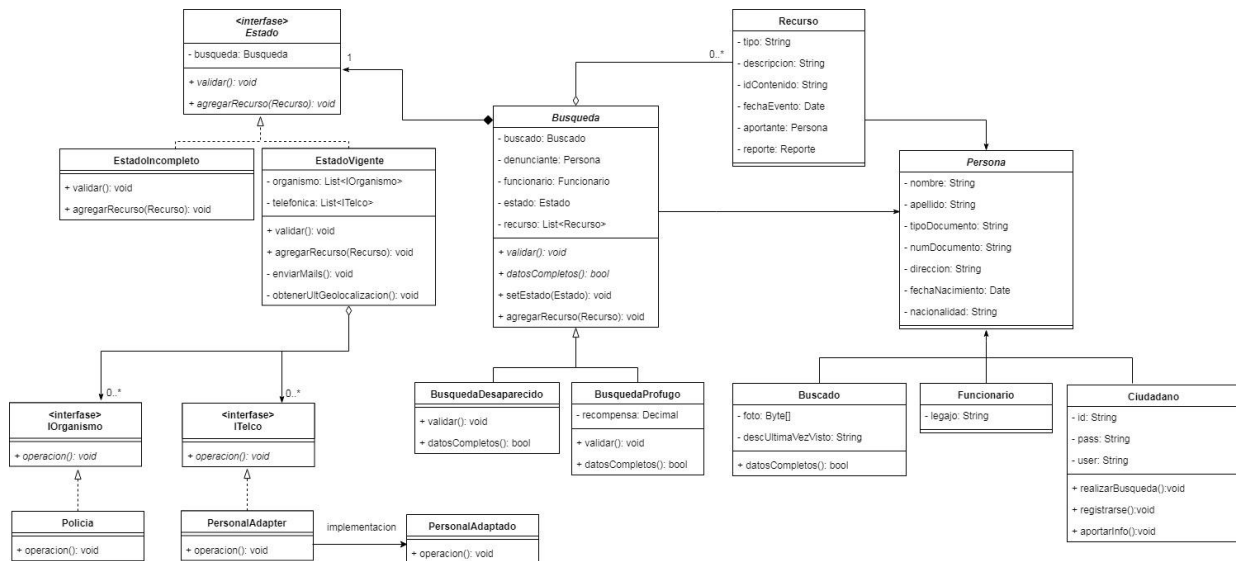 <interfase>
Estado
- busqueda: Busqueda
+ validar(): void
+ agregarRecurso(Recurso): void
1
0..*
Recurso
- tipo: String
- descripcion: String
- idContenido: String
- fechaEvento: Date
- aportante: Persona
- reporte: Reporte
EstadoIncompleto
+ validar(): void
+ agregarRecurso(Recurso): void
EstadoVigente
- organismo: List<IOrganismo>
- telefonica: List<ITelco>
+ validar(): void
+ agregarRecurso(Recurso): void
- enviarMails(): void
- obtenerUltGeolocalizacion(): void
Busqueda
- buscado: Buscado
- denunciante: Persona
- funcionario: Funcionario
- estado: Estado
- recurso: List<Recurso>
+ validar(): void
+ datosCompletos(): bool
+ setEstado(Estado): void
+ agregarRecurso(Recurso): void
Persona
- nombre: String
- apellido: String
- tipoDocumento: String
- numDocumento: String
- direccion: String
- fechaNacimiento: Date
- nacionalidad: String
0..*
0..*
<interfase>
IOrganismo
+ operacion(): void
<interfase>
ITelco
+ operacion(): void
BusquedaDesaparecido
+ validar(): void
+ datosCompletos(): bool
BusquedaProfugo
- recompensa: Decimal
+ validar(): void
+ datosCompletos(): bool
Buscado
- foto: Byte[]
- descUltimaVezVisto: String
+ datosCompletos(): bool
Funcionario
- legajo: String
Ciudadano
- id: String
- pass: String
- user: String
+ realizarBusqueda():void
+ registrarse():void
+ aportarInfo():void
Policia
+ operacion(): void
PersonalAdapter
+ operacion(): void
implementacion
PersonalAdaptado
+ operacion(): void